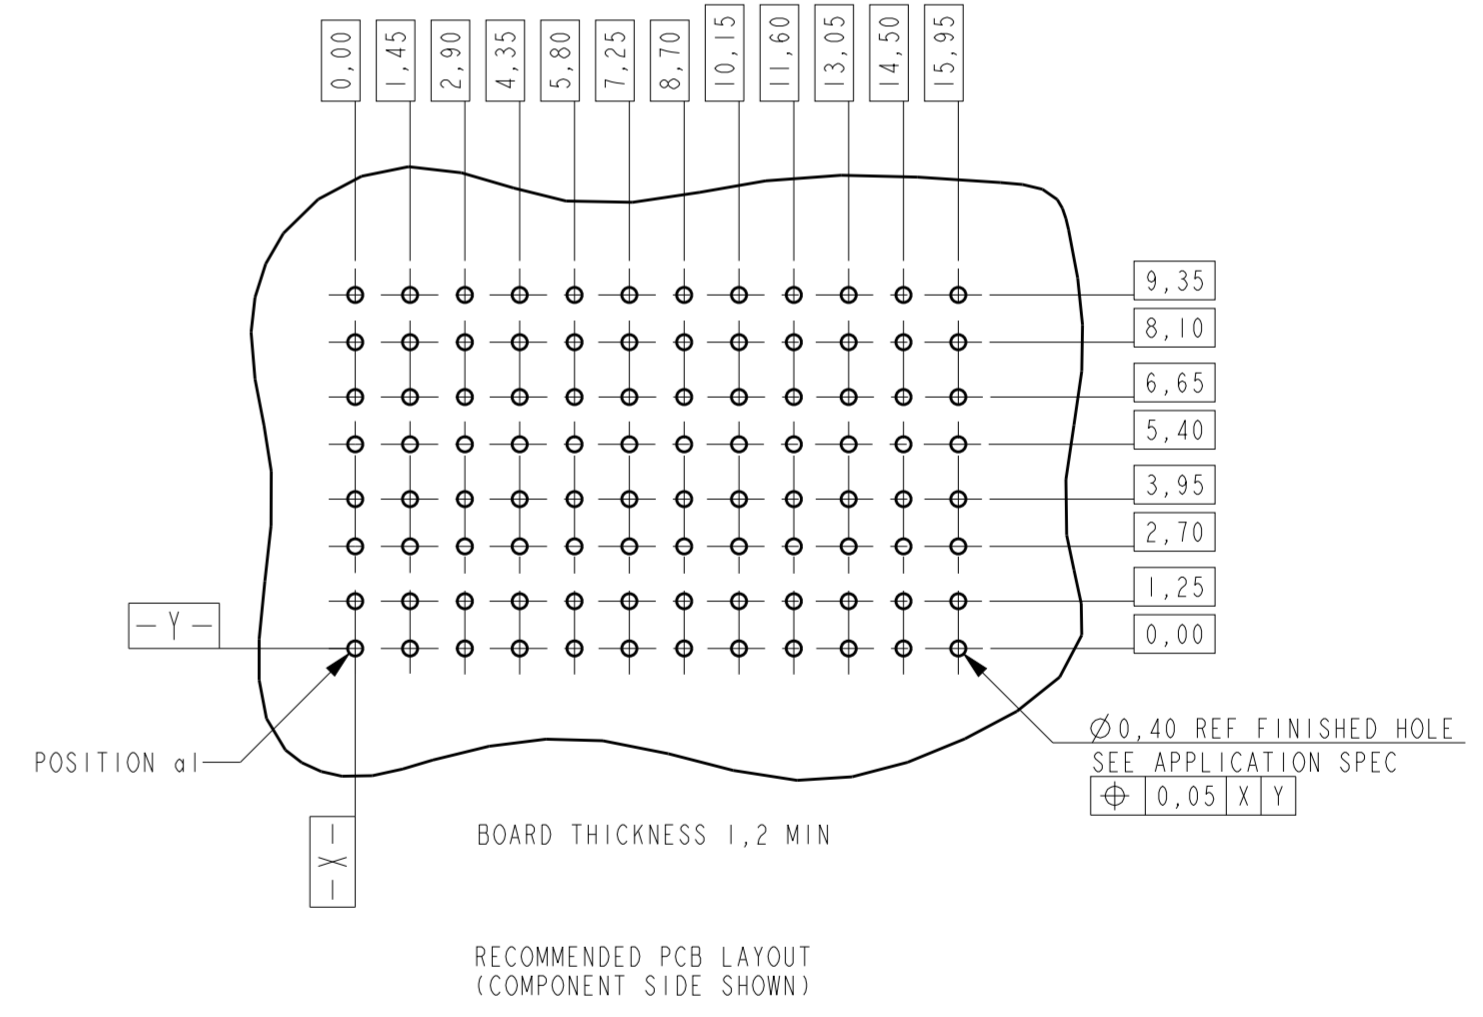 0,00
1,45
2,90
4,35
5,80
7,25
8,70
10,15
11,60
13,05
14,50
15,95
9,35
8,10
6,65
5,40
3,95
2,70
1,25
0,00
– Y –
POSITION a1
Ø0,40 REF FINISHED HOLE
SEE APPLICATION SPEC
⌖ 0,05 X Y
– X –
BOARD THICKNESS 1,2 MIN
RECOMMENDED PCB LAYOUT
(COMPONENT SIDE SHOWN)